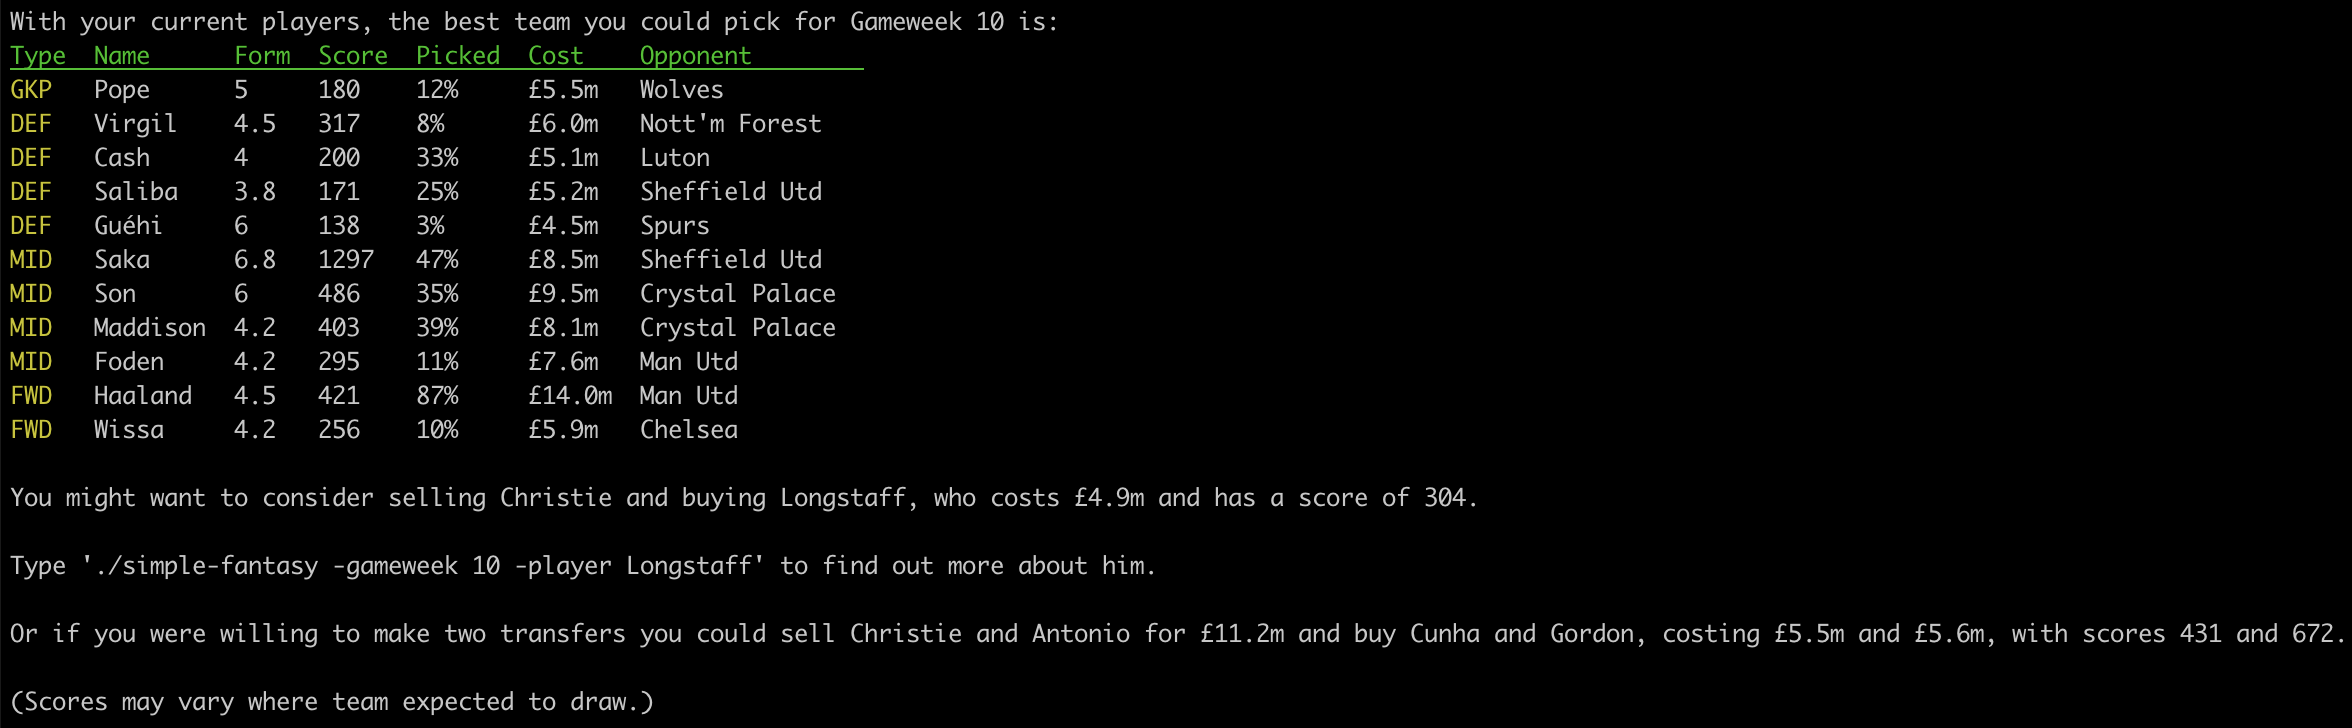 With your current players, the best team you could pick for Gameweek 10 is:
Type  Name      Form  Score  Picked  Cost    Opponent
GKP   Pope      5     180    12%     £5.5m   Wolves
DEF   Virgil    4.5   317    8%      £6.0m   Nott'm Forest
DEF   Cash      4     200    33%     £5.1m   Luton
DEF   Saliba    3.8   171    25%     £5.2m   Sheffield Utd
DEF   Guéhi     6     138    3%      £4.5m   Spurs
MID   Saka      6.8   1297   47%     £8.5m   Sheffield Utd
MID   Son       6     486    35%     £9.5m   Crystal Palace
MID   Maddison  4.2   403    39%     £8.1m   Crystal Palace
MID   Foden     4.2   295    11%     £7.6m   Man Utd
FWD   Haaland   4.5   421    87%     £14.0m  Man Utd
FWD   Wissa     4.2   256    10%     £5.9m   Chelsea
You might want to consider selling Christie and buying Longstaff, who costs £4.9m and has a score of 304.
Type './simple-fantasy -gameweek 10 -player Longstaff' to find out more about him.
Or if you were willing to make two transfers you could sell Christie and Antonio for £11.2m and buy Cunha and Gordon, costing £5.5m and £5.6m, with scores 431 and 672.
(Scores may vary where team expected to draw.)